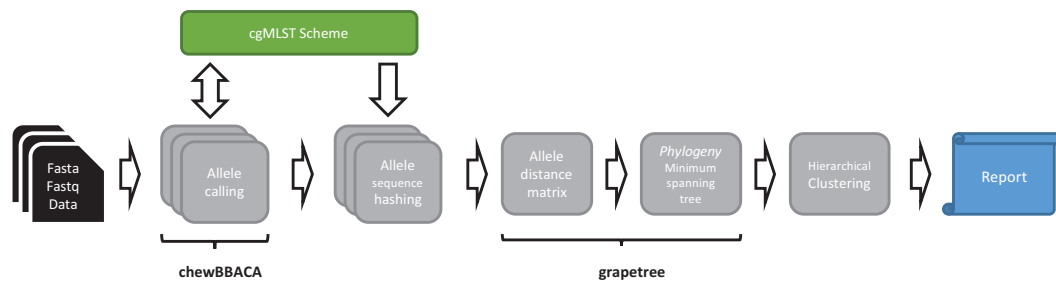 cgMLST Scheme
Fasta
Fastq
Data
Allele
calling
Allele
sequence
hashing
Allele
distance
matrix
Phylogeny
Minimum
spanning
tree
Hierarchical
Clustering
Report
chewBBACA
grapetree